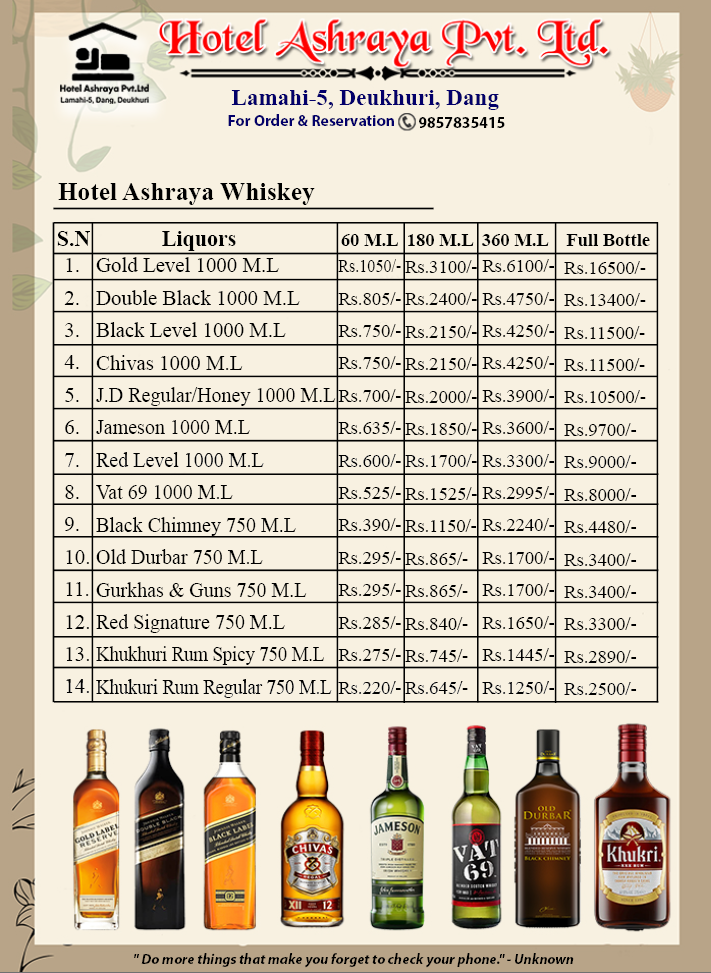 Hotel Ashraya Pvt. Ltd.
Hotel Ashraya Pvt.Ltd
Lamahi-5, Dang, Deukhuri
Lamahi-5, Deukhuri, Dang
For Order & Reservation 9857835415
Hotel Ashraya Whiskey
S.N Liquors 60 M.L 180 M.L 360 M.L Full Bottle
1. Gold Level 1000 M.L Rs.1050/- Rs.3100/- Rs.6100/- Rs.16500/-
2. Double Black 1000 M.L Rs.805/- Rs.2400/- Rs.4750/- Rs.13400/-
3. Black Level 1000 M.L Rs.750/- Rs.2150/- Rs.4250/- Rs.11500/-
4. Chivas 1000 M.L Rs.750/- Rs.2150/- Rs.4250/- Rs.11500/-
5. J.D Regular/Honey 1000 M.L Rs.700/- Rs.2000/- Rs.3900/- Rs.10500/-
6. Jameson 1000 M.L Rs.635/- Rs.1850/- Rs.3600/- Rs.9700/-
7. Red Level 1000 M.L Rs.600/- Rs.1700/- Rs.3300/- Rs.9000/-
8. Vat 69 1000 M.L Rs.525/- Rs.1525/- Rs.2995/- Rs.8000/-
9. Black Chimney 750 M.L Rs.390/- Rs.1150/- Rs.2240/- Rs.4480/-
10. Old Durbar 750 M.L Rs.295/- Rs.865/- Rs.1700/- Rs.3400/-
11. Gurkhas & Guns 750 M.L Rs.295/- Rs.865/- Rs.1700/- Rs.3400/-
12. Red Signature 750 M.L Rs.285/- Rs.840/- Rs.1650/- Rs.3300/-
13. Khukhuri Rum Spicy 750 M.L Rs.275/- Rs.745/- Rs.1445/- Rs.2890/-
14. Khukuri Rum Regular 750 M.L Rs.220/- Rs.645/- Rs.1250/- Rs.2500/-
GOLD LABEL
RESERVE
DOUBLE BLACK
BLACK LABEL
CHIVAS
XII 12
JAMESON
TRIPLE DISTILLED
IRISH WHISKEY
VAT
VAT
69
OLD
DURBAR
BLACK CHIMNEY
Khukri
" Do more things that make you forget to check your phone." - Unknown